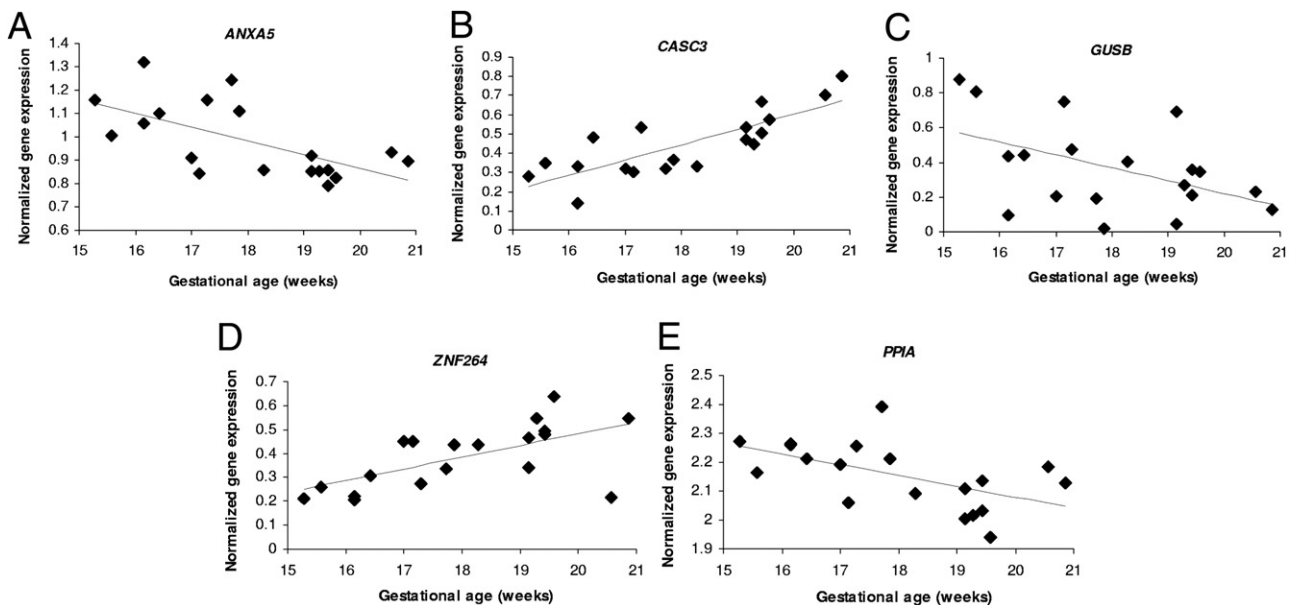 A
ANXA5
Normalized gene expression
1.4
1.3
1.2
1.1
1
0.9
0.8
0.7
0.6
15 16 17 18 19 20 21
Gestational age (weeks)
B
CASC3
Normalized gene expression
0.9
0.8
0.7
0.6
0.5
0.4
0.3
0.2
0.1
0
15 16 17 18 19 20 21
Gestational age (weeks)
C
GUSB
Normalized gene expression
1
0.8
0.6
0.4
0.2
0
15 16 17 18 19 20 21
Gestational age (weeks)
D
ZNF264
Normalized gene expression
0.7
0.6
0.5
0.4
0.3
0.2
0.1
0
15 16 17 18 19 20 21
Gestational age (weeks)
E
PPIA
Normalized gene expression
2.5
2.4
2.3
2.2
2.1
2
1.9
15 16 17 18 19 20 21
Gestational age (weeks)